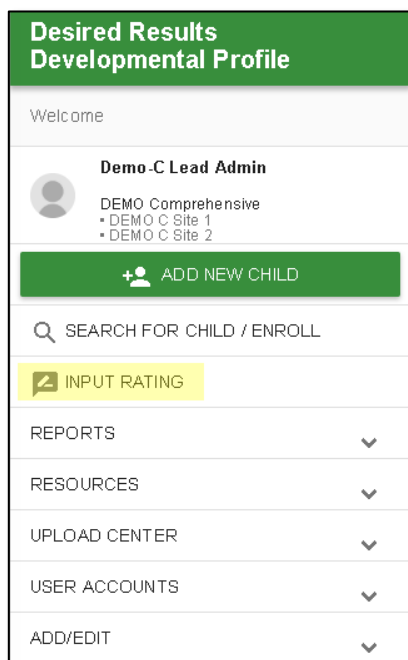 Desired Results
Developmental Profile
Welcome
Demo-C Lead Admin
DEMO Comprehensive
▪ DEMO C Site 1
▪ DEMO C Site 2
ADD NEW CHILD
SEARCH FOR CHILD / ENROLL
INPUT RATING
REPORTS
RESOURCES
UPLOAD CENTER
USER ACCOUNTS
ADD/EDIT